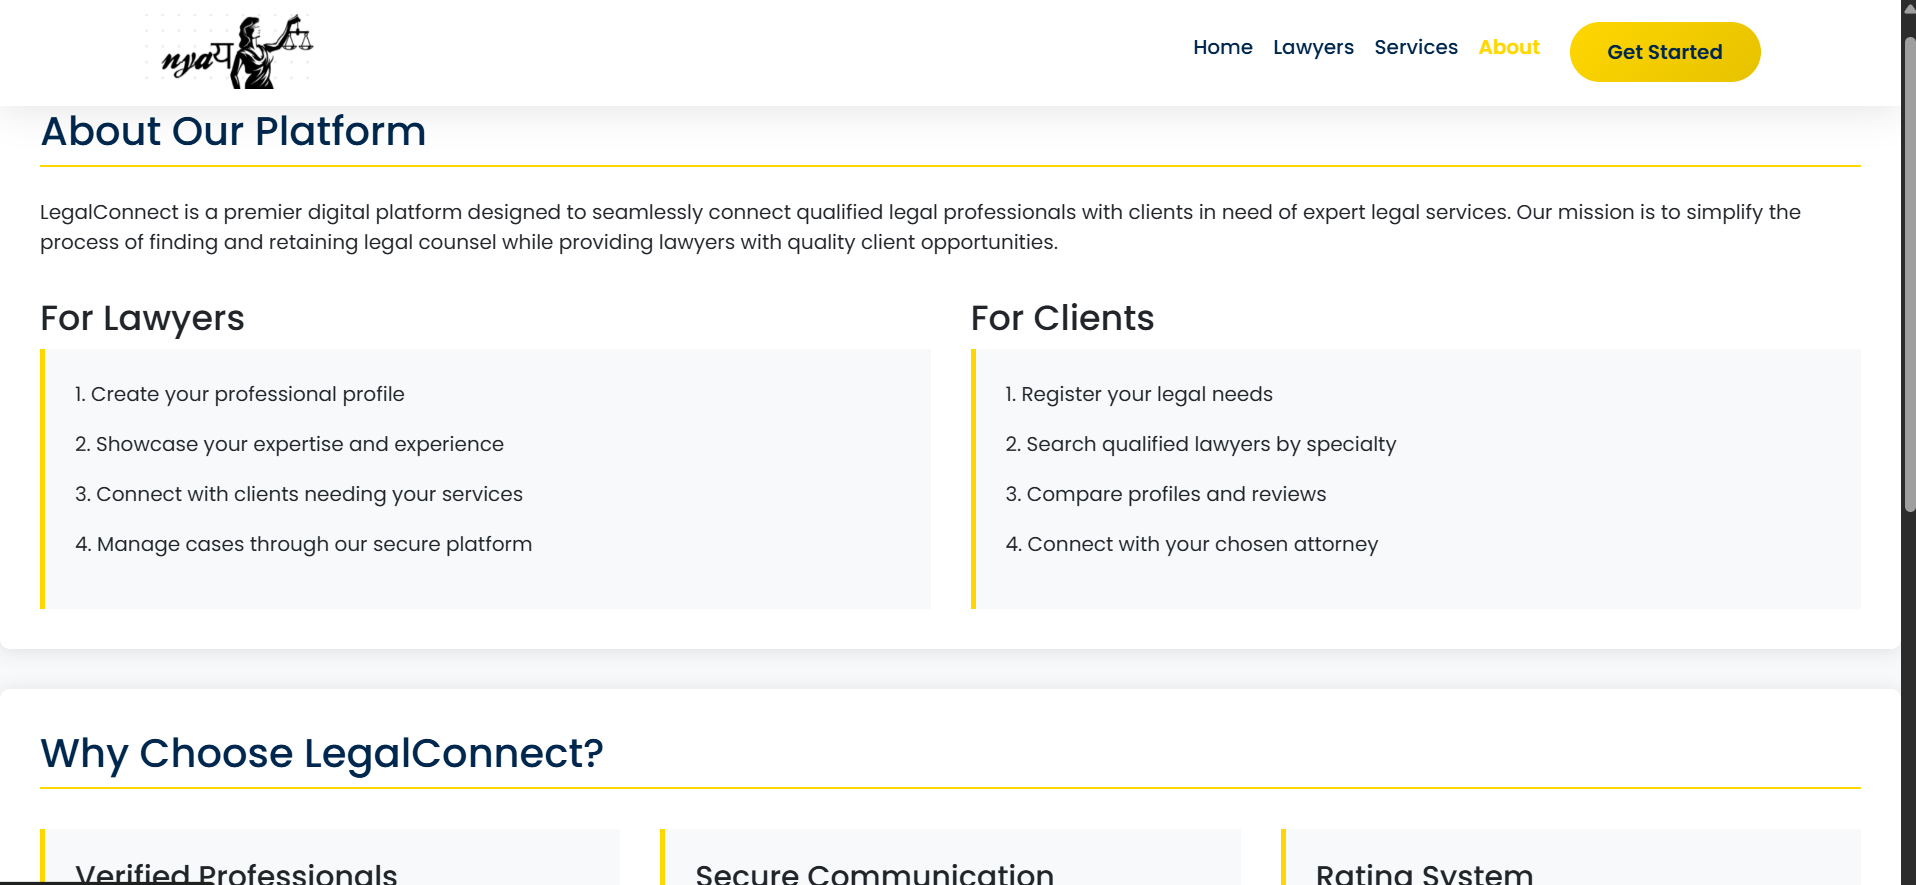 nyaय
Home Lawyers Services About Get Started
About Our Platform
LegalConnect is a premier digital platform designed to seamlessly connect qualified legal professionals with clients in need of expert legal services. Our mission is to simplify the
process of finding and retaining legal counsel while providing lawyers with quality client opportunities.
For Lawyers
1. Create your professional profile
2. Showcase your expertise and experience
3. Connect with clients needing your services
4. Manage cases through our secure platform
For Clients
1. Register your legal needs
2. Search qualified lawyers by specialty
3. Compare profiles and reviews
4. Connect with your chosen attorney
Why Choose LegalConnect?
Verified Professionals
Secure Communication
Rating System